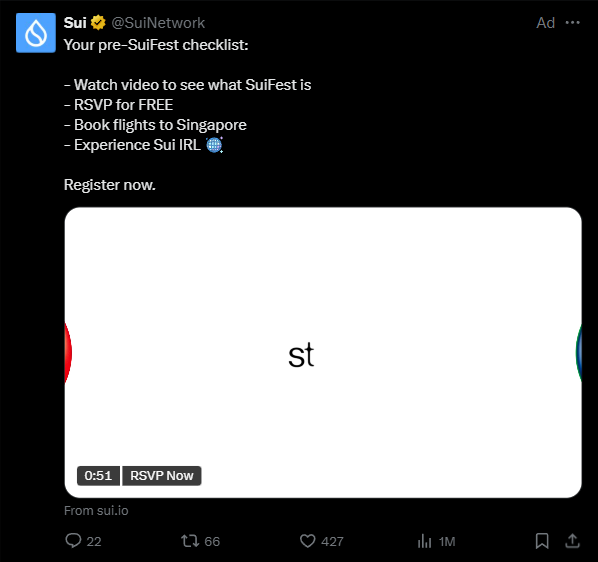 Sui @SuiNetwork Ad
Your pre-SuiFest checklist:
- Watch video to see what SuiFest is
- RSVP for FREE
- Book flights to Singapore
- Experience Sui IRL
Register now.
st
0:51 RSVP Now
From sui.io
22 66 427 1M